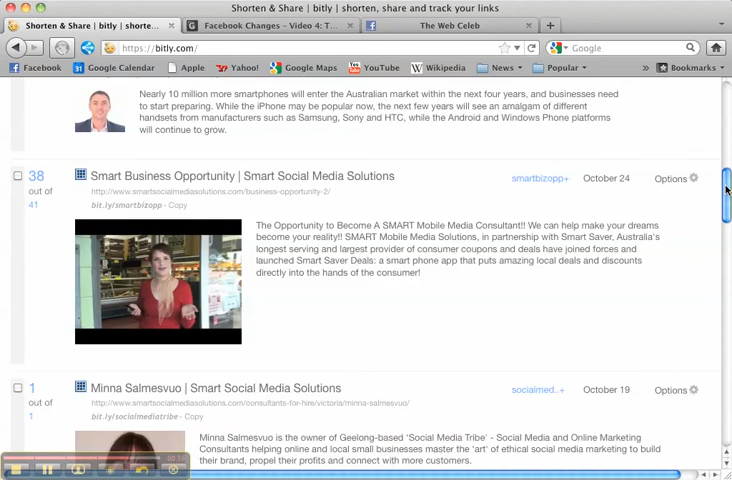 Shorten & Share | bitly | shorten, share and track your links
Shorten & Share | bitly | shorte...
Facebook Changes - Video 4: T...
The Web Celeb
https://bitly.com/
Google
Facebook
Google Calendar
Apple
Yahoo!
Google Maps
YouTube
Wikipedia
News
Popular
Bookmarks
Nearly 10 million more smartphones will enter the Australian market within the next four years, and businesses need
to start preparing. While the iPhone may be popular now, the next few years will see an amalgam of different
handsets from manufacturers such as Samsung, Sony and HTC, while the Android and Windows Phone platforms
will continue to grow.
38
out of
41
Smart Business Opportunity | Smart Social Media Solutions
smartbizopp+
October 24
Options
http://www.smartsocialmediasolutions.com/business-opportunity-2/
bit.ly/smartbizopp - Copy
The Opportunity to Become A SMART Mobile Media Consultant!! We can help make your dreams
become your reality!! SMART Mobile Media Solutions, in partnership with Smart Saver, Australia's
longest serving and largest provider of consumer coupons and deals have joined forces and
launched Smart Saver Deals: a smart phone app that puts amazing local deals and discounts
directly into the hands of the consumer!
1
out of
1
Minna Salmesvuo | Smart Social Media Solutions
socialmed..+
October 19
Options
http://www.smartsocialmediasolutions.com/consultants-for-hire/victoria/minna-salmesvuo/
bit.ly/socialmediatribe - Copy
Minna Salmesvuo is the owner of Geelong-based 'Social Media Tribe' - Social Media and Online Marketing
Consultants helping online and local small businesses master the 'art' of ethical social media marketing to build
their brand, propel their profits and connect with more customers.